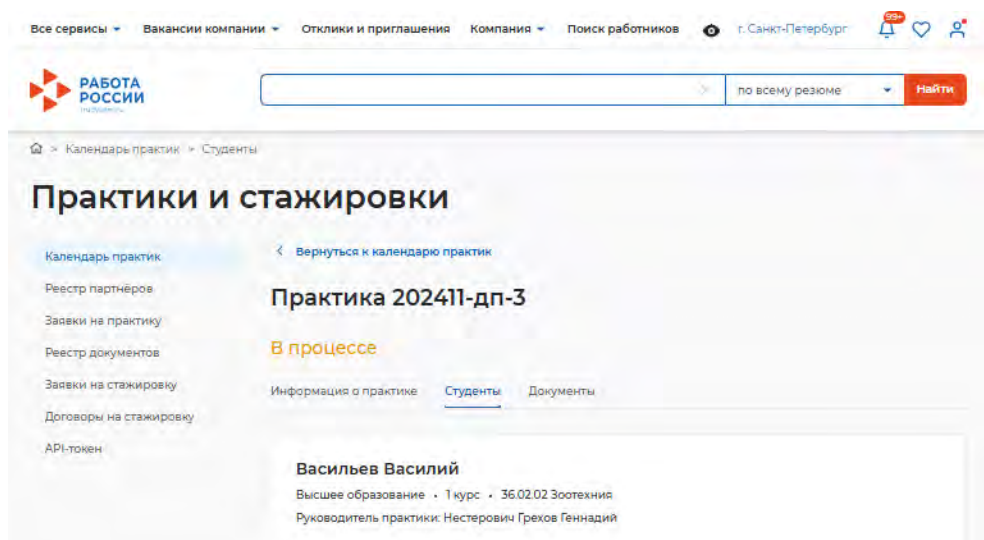 Все сервисы Вакансии компании Отклики и приглашения Компания Поиск работников г. Санкт-Петербург 99+
РАБОТА
РОССИИ
по всему резюме Найти
> Календарь практик > Студенты
Практики и стажировки
Календарь практик
Реестр партнёров
Заявки на практику
Реестр документов
Заявки на стажировку
Договоры на стажировку
API-токен
Вернуться к календарю практик
Практика 202411-дп-3
В процессе
Информация о практике Студенты Документы
Васильев Василий
Высшее образование • 1 курс • 36.02.02 Зоотехния
Руководитель практики: Нестерович Грехов Геннадий